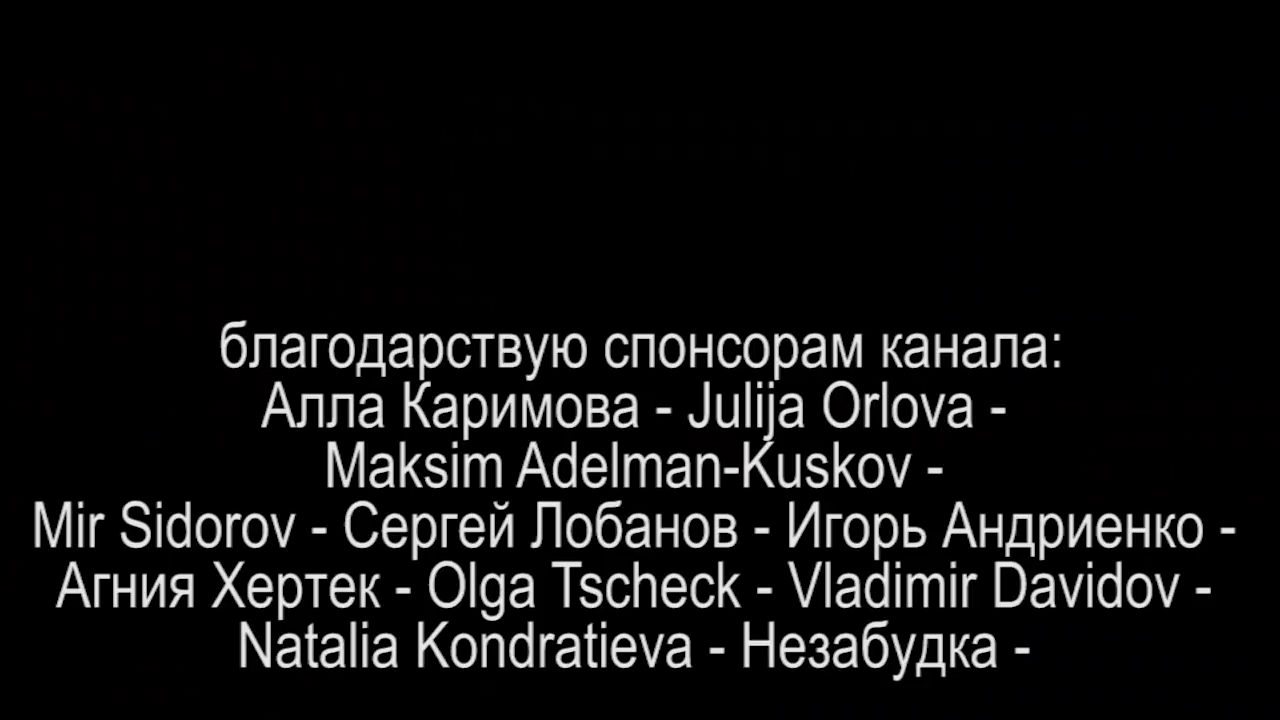 благодарствую спонсорам канала:
Алла Каримова - Julija Orlova -
Maksim Adelman-Kuskov -
Mir Sidorov - Сергей Лобанов - Игорь Андриенко -
Агния Хертек - Olga Tscheck - Vladimir Davidov -
Natalia Kondratieva - Незабудка -